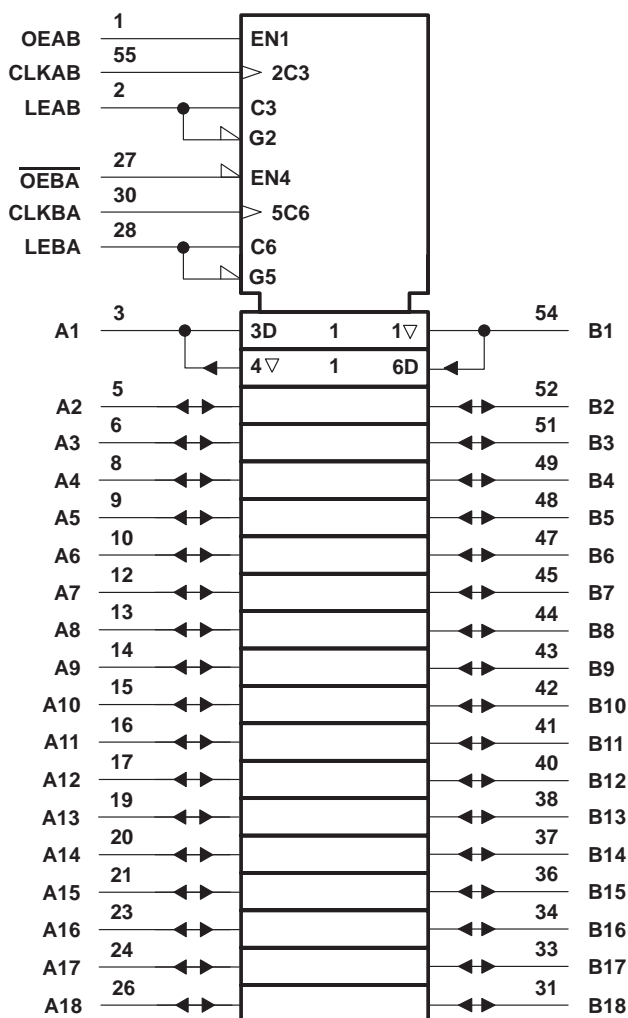 1
OEAB EN1
55
CLKAB 2C3
2
LEAB C3
G2
27
OEBA EN4
30
CLKBA 5C6
28
LEBA C6
G5
3 54
A1 3D 1 1▽ B1
4▽ 1 6D
5 52
A2 B2
6 51
A3 B3
8 49
A4 B4
9 48
A5 B5
10 47
A6 B6
12 45
A7 B7
13 44
A8 B8
14 43
A9 B9
15 42
A10 B10
16 41
A11 B11
17 40
A12 B12
19 38
A13 B13
20 37
A14 B14
21 36
A15 B15
23 34
A16 B16
24 33
A17 B17
26 31
A18 B18